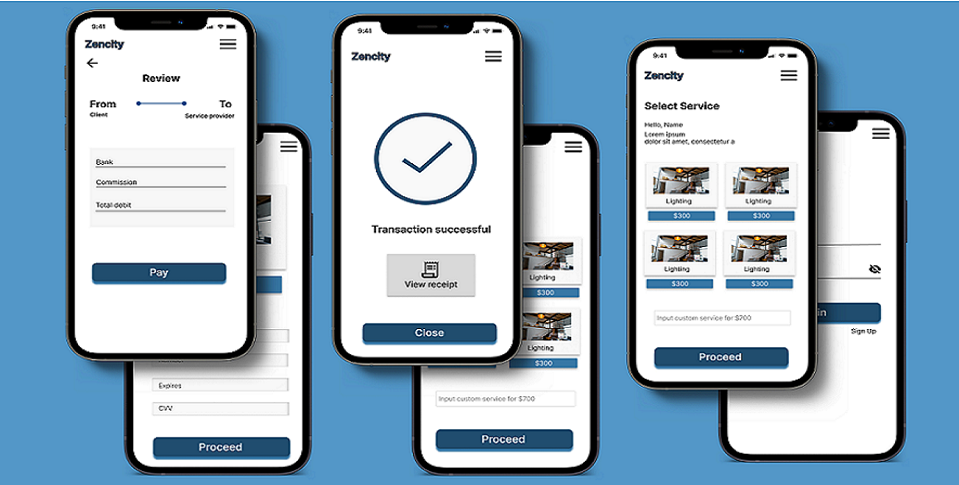 9:41
Zencity
Review
From
To
Client
Service provider
Bank
Commission
Total debit
Pay
Expires
CVV
Proceed
9:41
Zencity
Transaction successful
View receipt
Close
Lighting
$300
Lighting
$300
Input custom service for $700
Proceed
9:41
Zencity
Select Service
Hello, Name
Lorem ipsum
dolor sit amet, consectetur a
Lighting
Lighting
$300
$300
Lighting
Lighting
$300
$300
Input custom service for $700
Proceed
in
Sign Up